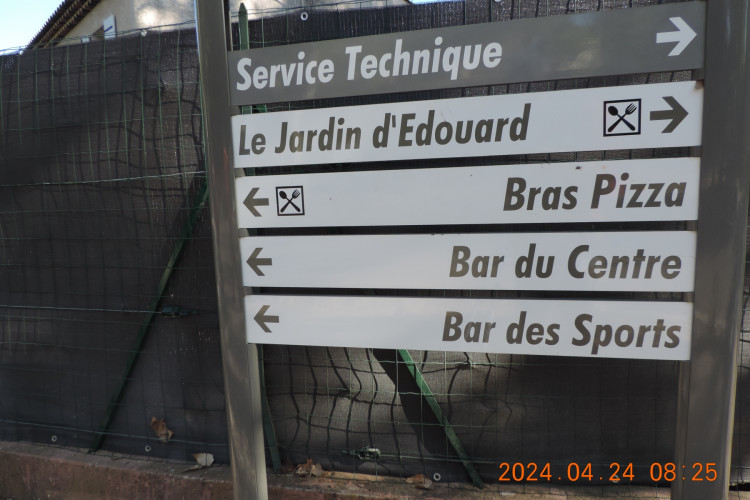 Service Technique
Le Jardin d'Edouard
Bras Pizza
Bar du Centre
Bar des Sports
2024.04.24 08:25